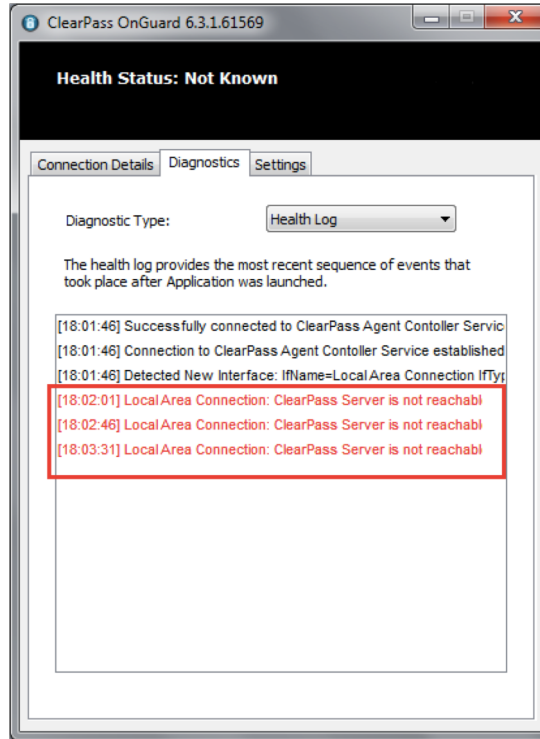 ClearPass OnGuard 6.3.1.61569
Health Status: Not Known
Connection Details Diagnostics Settings
Diagnostic Type: Health Log
The health log provides the most recent sequence of events that
took place after Application was launched.
[18:01:46] Successfully connected to ClearPass Agent Contoller Servic
[18:01:46] Connection to ClearPass Agent Contoller Service established
[18:01:46] Detected New Interface: IfName=Local Area Connection IfTyp
[18:02:01] Local Area Connection: ClearPass Server is not reachabl
[18:02:46] Local Area Connection: ClearPass Server is not reachabl
[18:03:31] Local Area Connection: ClearPass Server is not reachabl